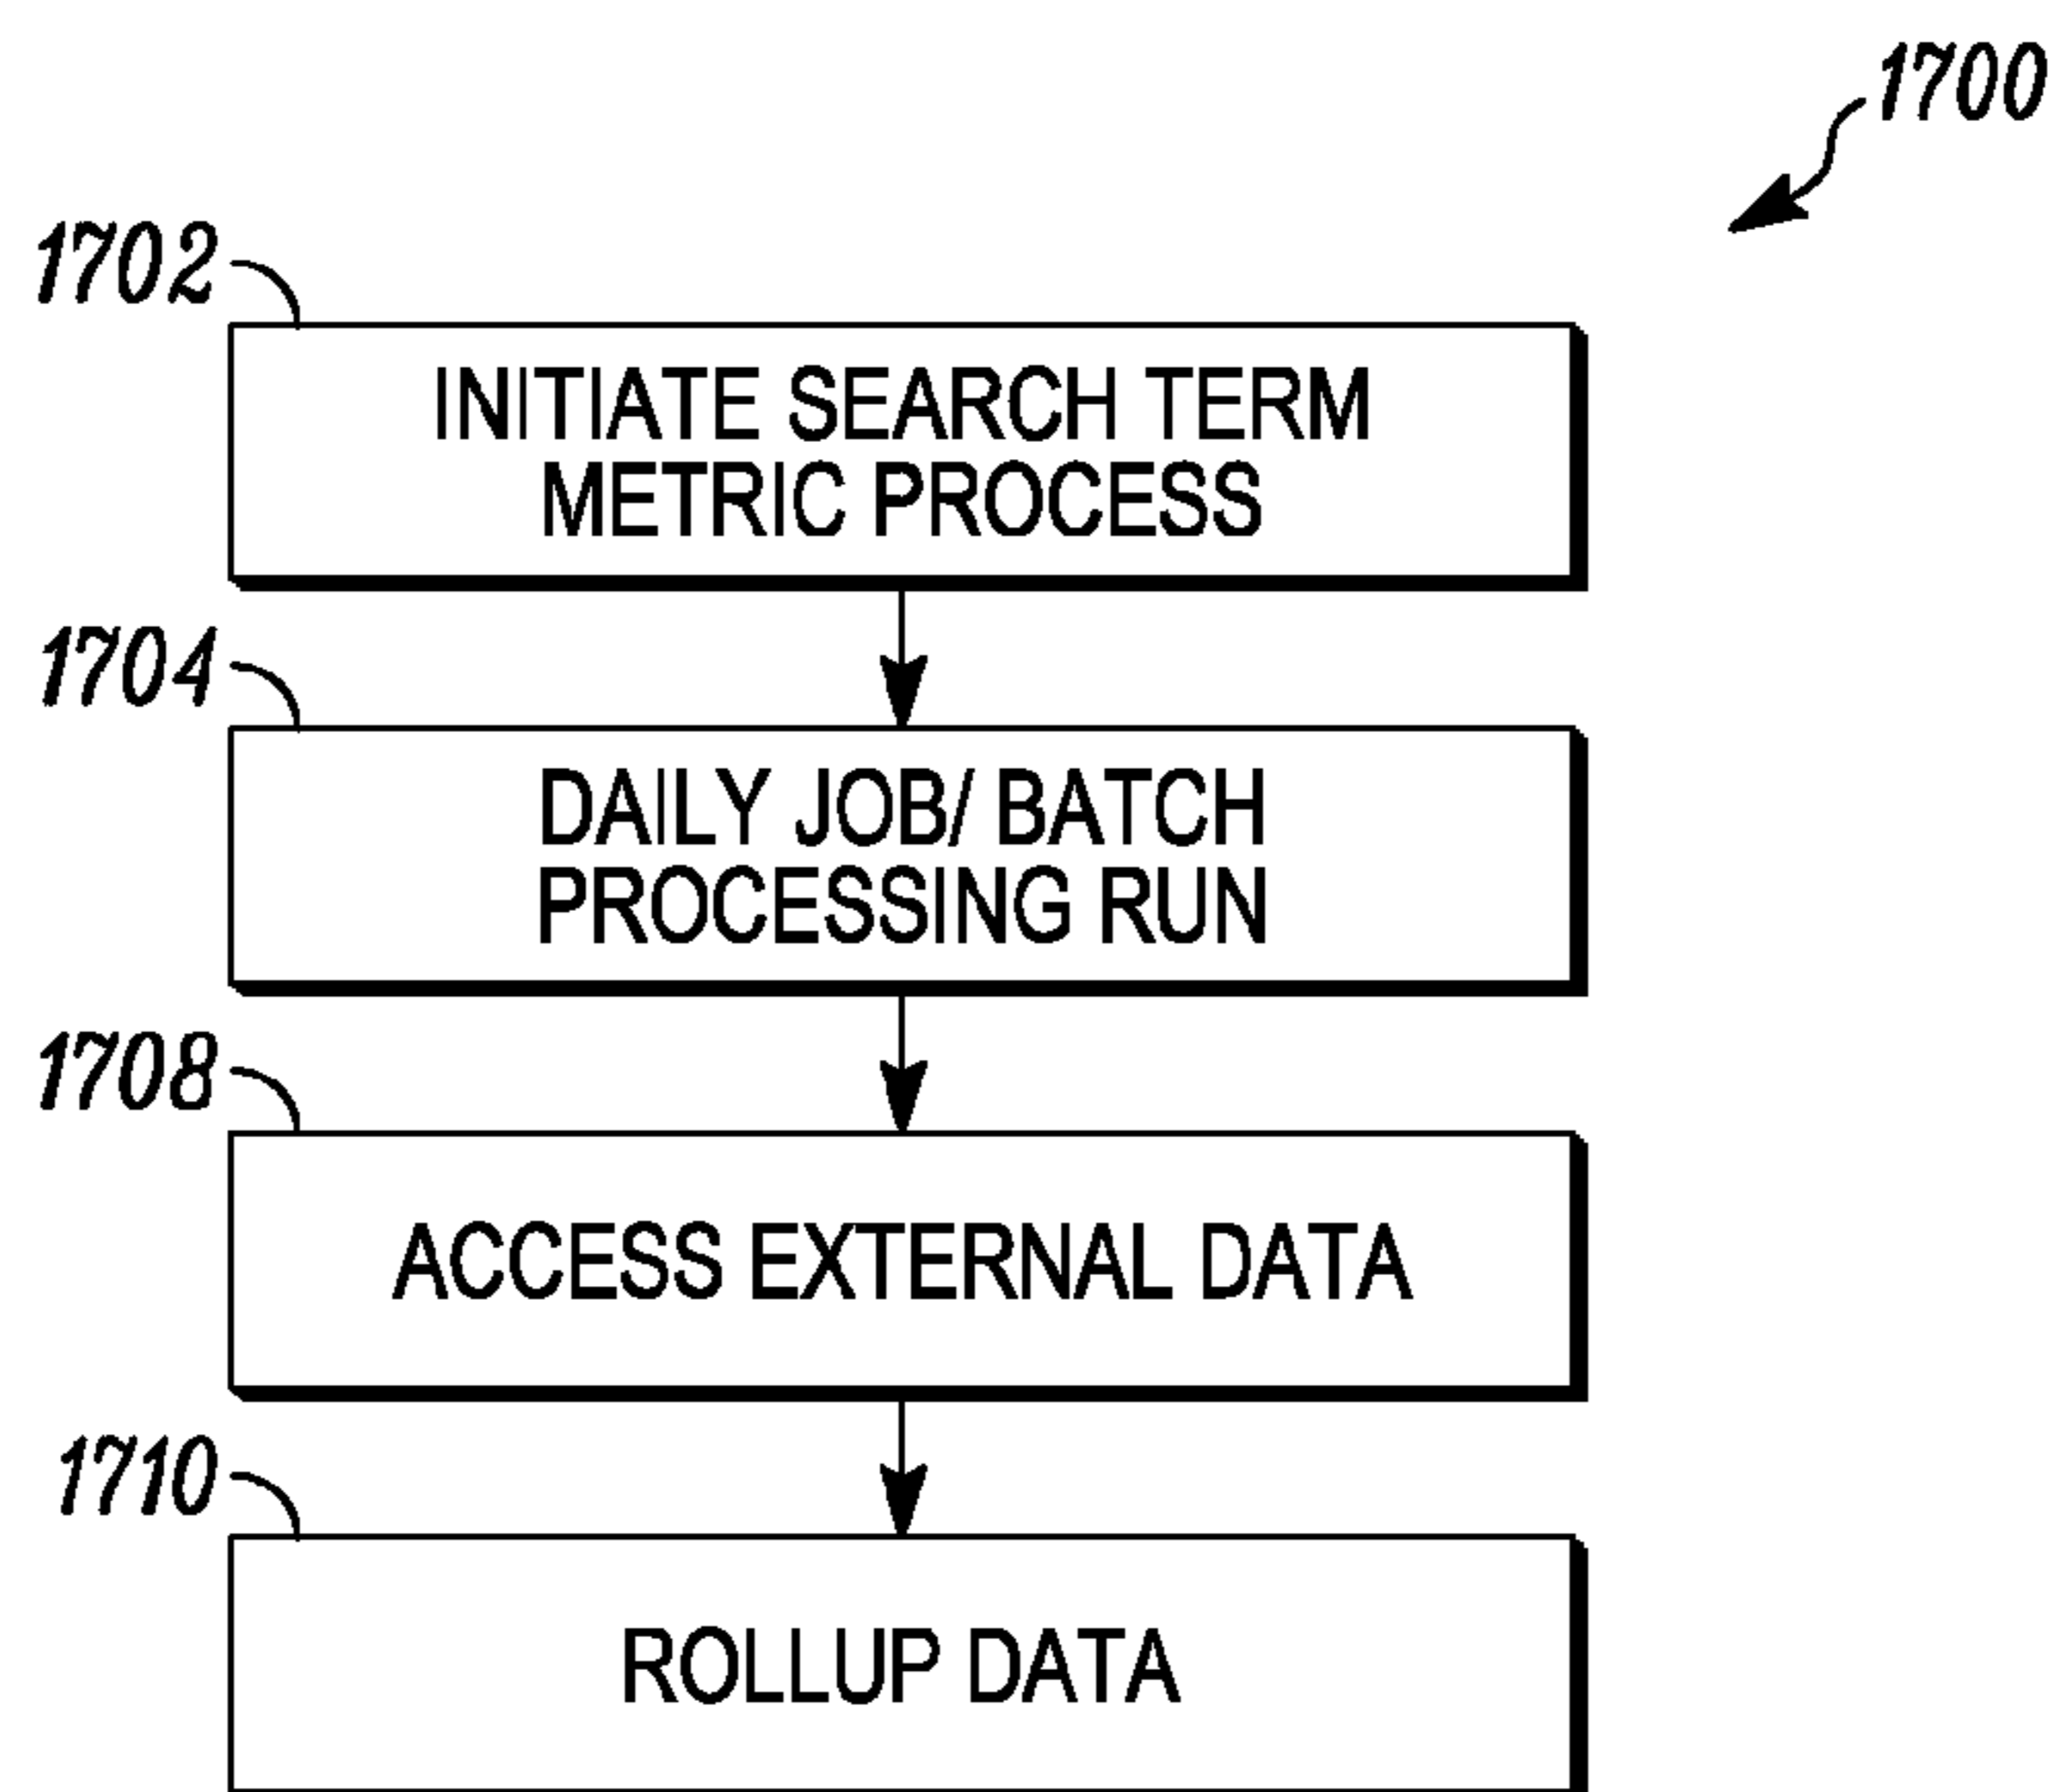 1700
1702
INITIATE SEARCH TERM
METRIC PROCESS
1704
DAILY JOB/ BATCH
PROCESSING RUN
1708
ACCESS EXTERNAL DATA
1710
ROLLUP DATA